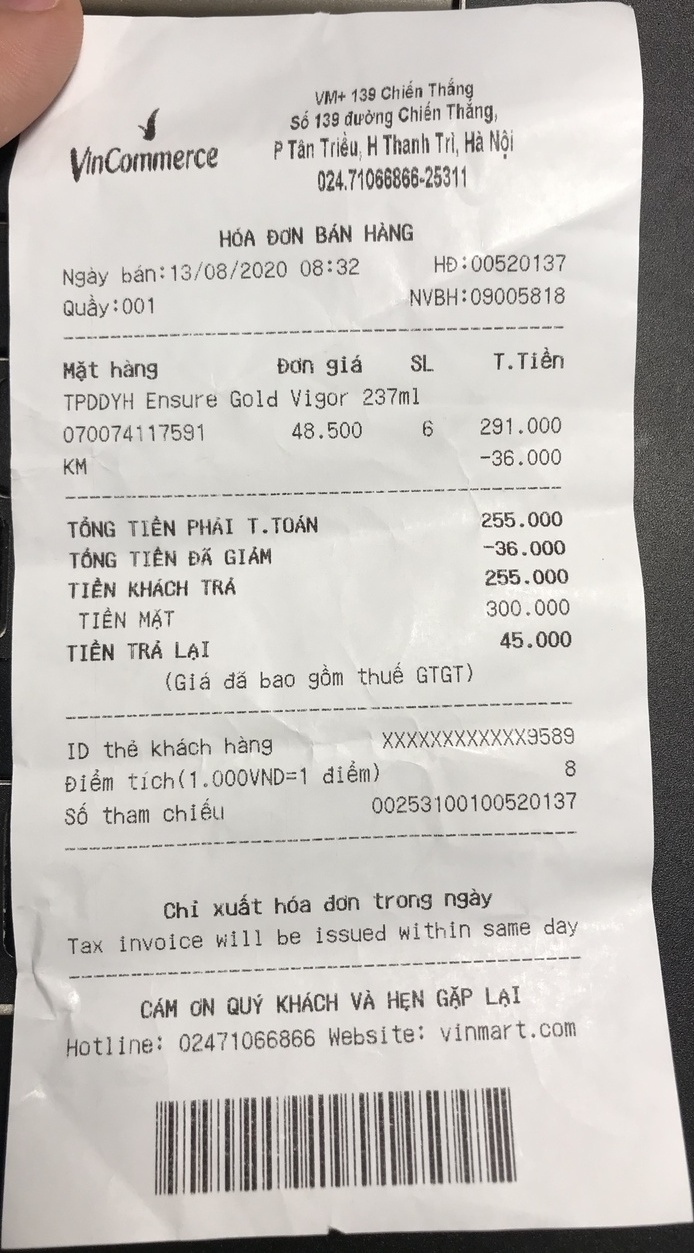 VinCommerce
VM+ 139 Chiến Thắng
Số 139 đường Chiến Thắng,
P Tân Triều, H Thanh Trì, Hà Nội
024.71066866-25311
HÓA ĐƠN BÁN HÀNG
Ngày bán:13/08/2020 08:32 HĐ:00520137
Quầy:001 NVBH:09005818
Mặt hàng Đơn giá SL T.Tiền
TPDDYH Ensure Gold Vigor 237ml
070074117591 48.500 6 291.000
KM -36.000
TỔNG TIỀN PHẢI T.TOÁN 255.000
TỔNG TIỀN ĐÃ GIẢM -36.000
TIỀN KHÁCH TRẢ 255.000
TIỀN MẶT 300.000
TIỀN TRẢ LẠI 45.000
(Giá đã bao gồm thuế GTGT)
ID thẻ khách hàng XXXXXXXXXXXX9589
Điểm tích(1.000VND=1 điểm) 8
Số tham chiếu 00253100100520137
Chỉ xuất hóa đơn trong ngày
Tax invoice will be issued within same day
CẢM ƠN QUÝ KHÁCH VÀ HẸN GẶP LẠI
Hotline: 02471066866 Website: vinmart.com